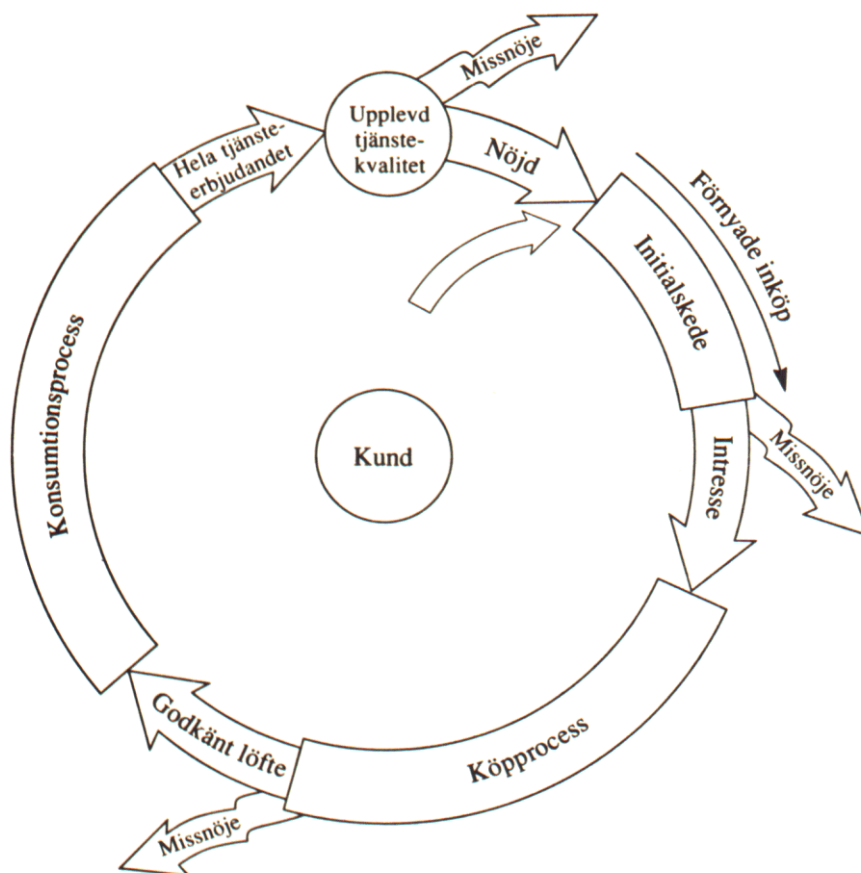 Missnöje
Upplevd
tjänste-
kvalitet
Hela tjänste-
erbjudandet
Nöjd
Förnyade inköp
Initialskede
Kund
Konsumtionsprocess
Intresse
Missnöje
Godkänt löfte
Köpprocess
Missnöje